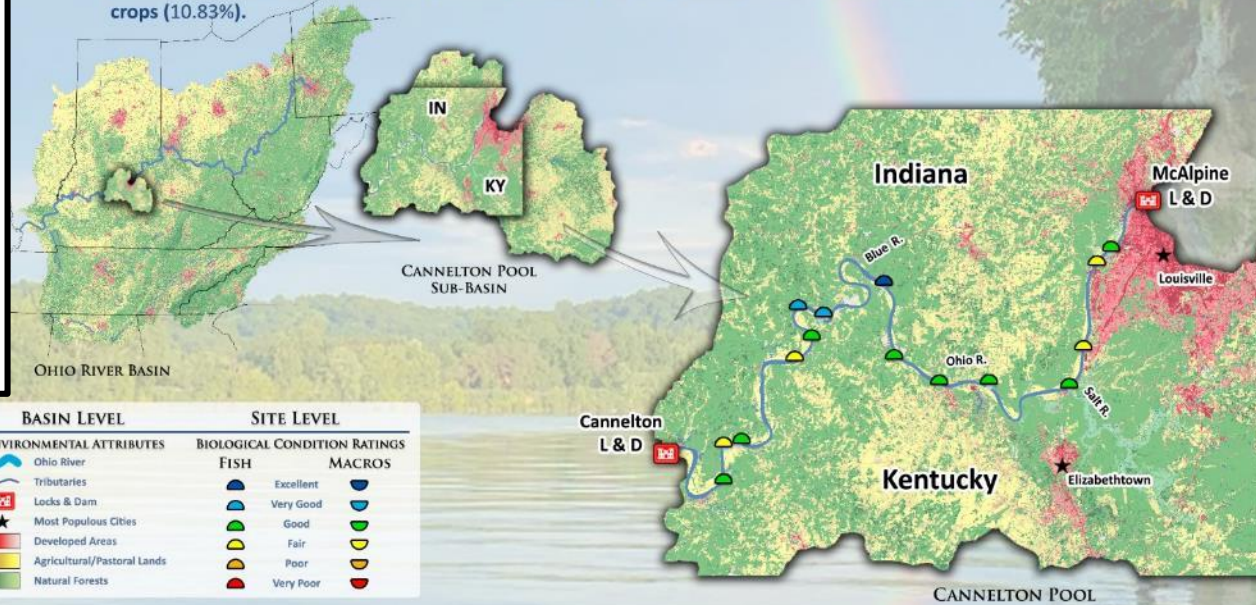 crops (10.83%).
IN
KY
CANNELTON POOL
SUB-BASIN
OHIO RIVER BASIN
Indiana
McAlpine
L & D
Louisville
Blue R.
Ohio R.
Salt R.
Cannelton
L & D
Kentucky
Elizabethtown
CANNELTON POOL
BASIN LEVEL
VIRONMENTAL ATTRIBUTES
Ohio River
Tributaries
Locks & Dam
Most Populous Cities
Developed Areas
Agricultural/Pastoral Lands
Natural Forests
SITE LEVEL
BIOLOGICAL CONDITION RATINGS
FISH MACROS
Excellent
Very Good
Good
Fair
Poor
Very Poor